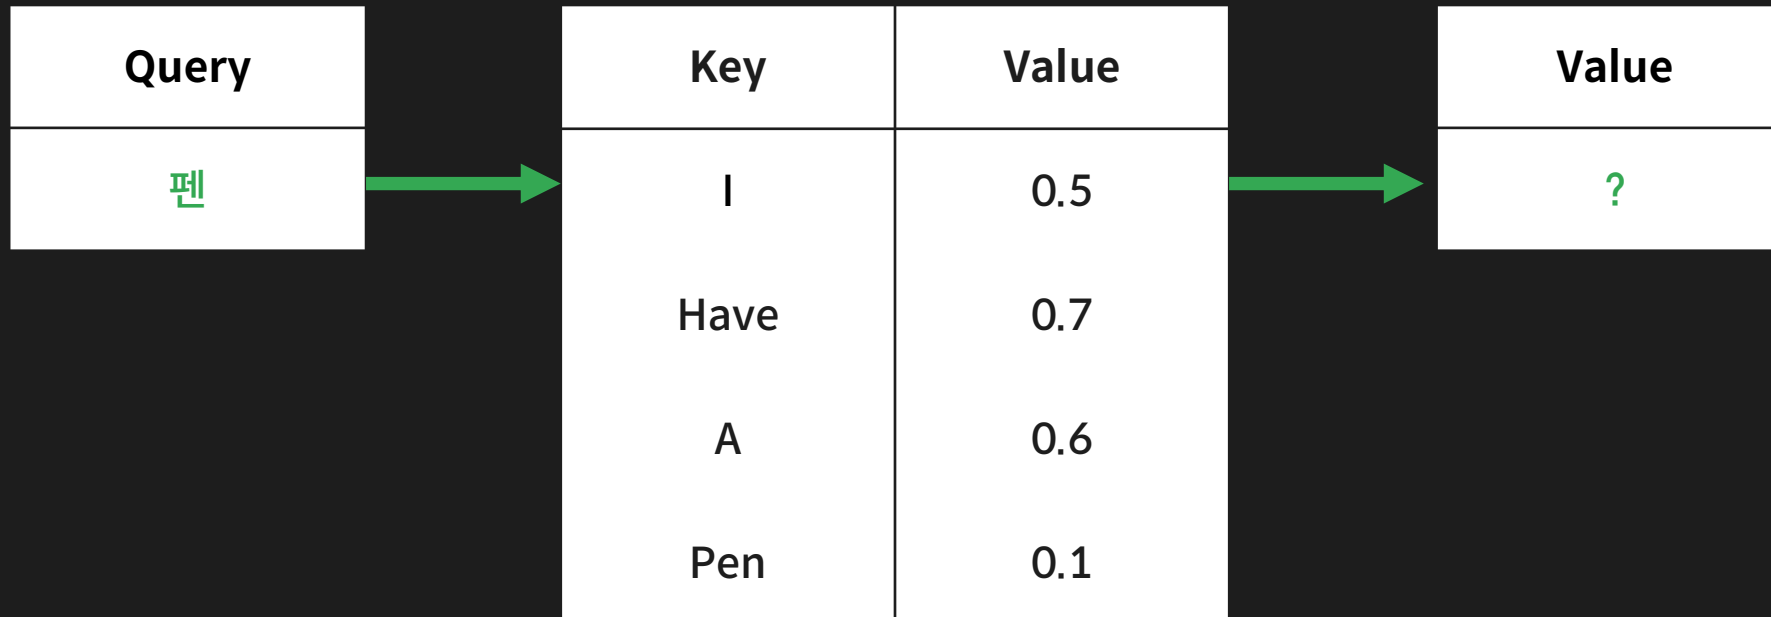 Query Key Value Value
펜 I 0.5 ?
Have 0.7
A 0.6
Pen 0.1